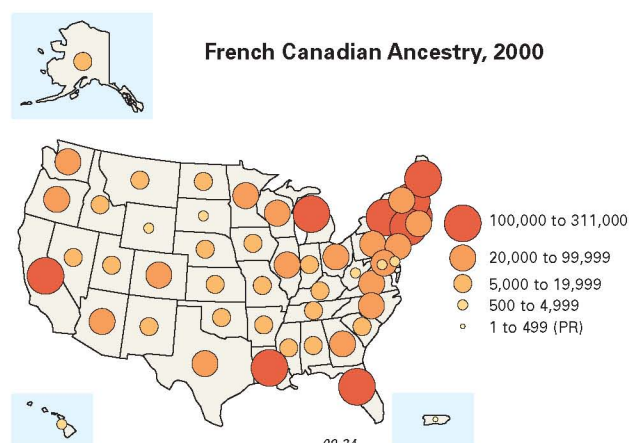 French Canadian Ancestry, 2000
100,000 to 311,000
20,000 to 99,999
5,000 to 19,999
500 to 4,999
1 to 499 (PR)